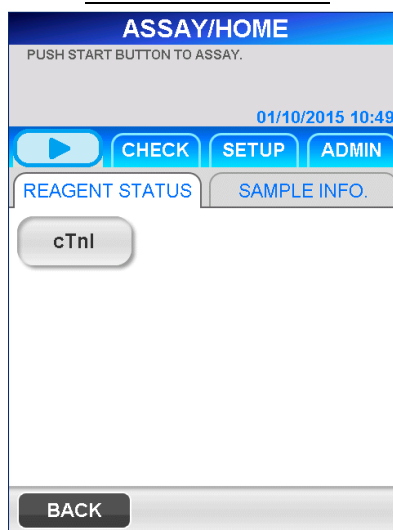 ASSAY/HOME
PUSH START BUTTON TO ASSAY.
01/10/2015 10:49
CHECK SETUP ADMIN
REAGENT STATUS SAMPLE INFO.
cTnI
BACK